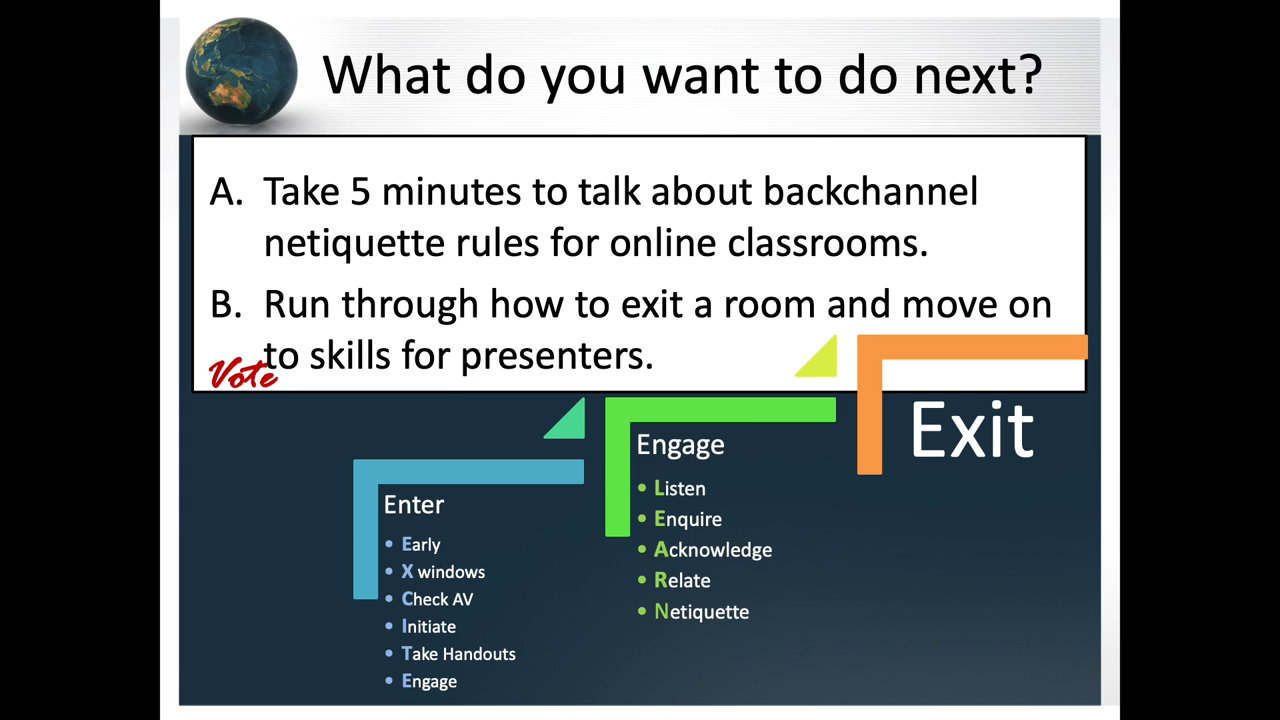 What do you want to do next?
A. Take 5 minutes to talk about backchannel
netiquette rules for online classrooms.
B. Run through how to exit a room and move on
to skills for presenters.
Vote
Enter
• Early
• X windows
• Check AV
• Initiate
• Take Handouts
• Engage
Engage
• Listen
• Enquire
• Acknowledge
• Relate
• Netiquette
Exit